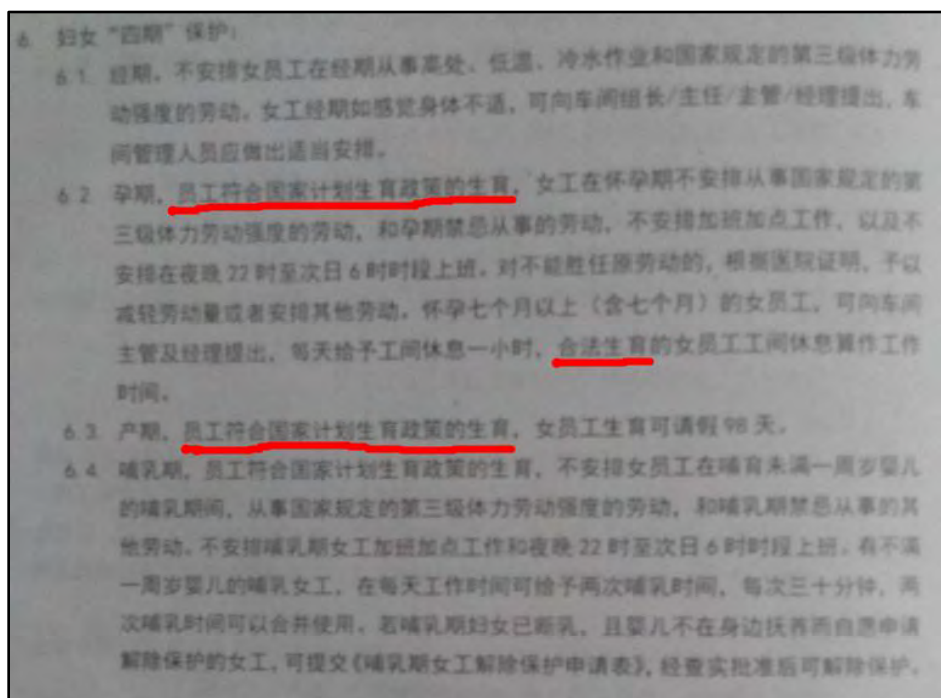 6 妇女“四期”保护：
6.1 经期。不安排女员工在经期从事高处、低温、冷水作业和国家规定的第三级体力劳
动强度的劳动。女工经期如感觉身体不适，可向车间组长/主任/主管/经理提出，车
间管理人员应做出适当安排。
6.2 孕期，员工符合国家计划生育政策的生育，女工在怀孕期不安排从事国家规定的第
三级体力劳动强度的劳动，和孕期禁忌从事的劳动，不安排加班加点工作，以及不
安排在夜晚 22 时至次日 6 时时段上班。对不能胜任原劳动的，根据医院证明，予以
减轻劳动量或者安排其他劳动。怀孕七个月以上（含七个月）的女员工，可向车间
主管及经理提出，每天给予工间休息一小时，合法生育的女员工工间休息算作工作
时间。
6.3 产期，员工符合国家计划生育政策的生育，女员工生育可请假 98 天。
6.4 哺乳期，员工符合国家计划生育政策的生育，不安排女员工在哺育未满一周岁婴儿
的哺乳期间，从事国家规定的第三级体力劳动强度的劳动，和哺乳期禁忌从事的其
他劳动。不安排哺乳期女工加班加点工作和夜晚 22 时至次日 6 时时段上班。有不满
一周岁婴儿的哺乳女工，在每天工作时间可给予两次哺乳时间，每次三十分钟，两
次哺乳时间可以合并使用。若哺乳期妇女已断乳，且婴儿不在身边抚养而自愿申请
解除保护的女工，可提交《哺乳期女工解除保护申请表》，经查实批准后可解除保护。